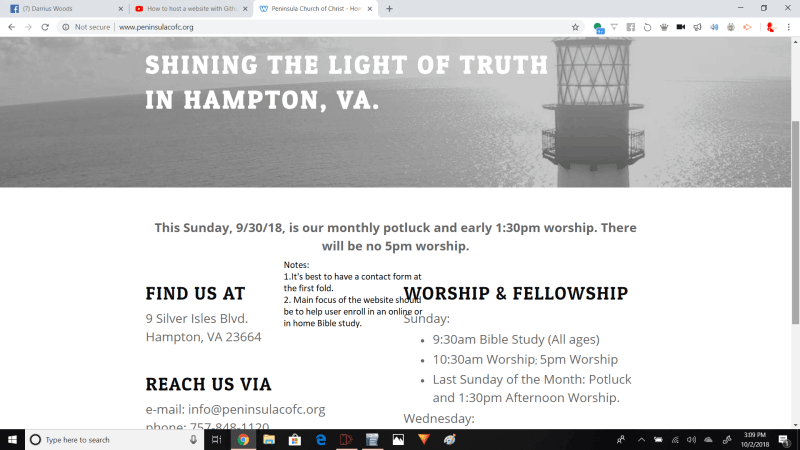 (7) Darrius Woods
How to host a website with Gith
Peninsula Church of Christ - Hom
Not secure | www.peninsulacofc.org
SHINING THE LIGHT OF TRUTH
IN HAMPTON, VA.
This Sunday, 9/30/18, is our monthly potluck and early 1:30pm worship. There
will be no 5pm worship.
Notes:
1.It's best to have a contact form at
the first fold.
2. Main focus of the website should
be to help user enroll in an online or
in home Bible study.
FIND US AT
9 Silver Isles Blvd.
Hampton, VA 23664
REACH US VIA
e-mail: info@peninsulacofc.org
phone: 757-848-1120
WORSHIP & FELLOWSHIP
Sunday:
9:30am Bible Study (All ages)
10:30am Worship; 5pm Worship
Last Sunday of the Month: Potluck
and 1:30pm Afternoon Worship.
Wednesday:
Type here to search
3:09 PM
10/2/2018